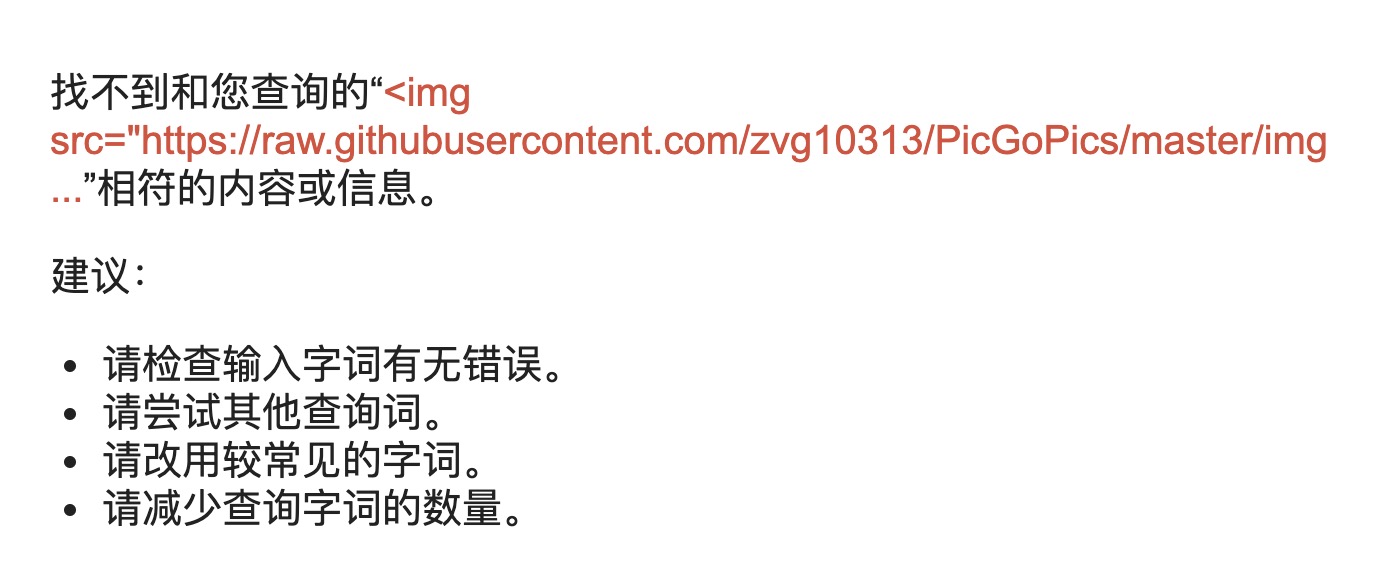 找不到和您查询的“<img
src="https://raw.githubusercontent.com/zvg10313/PicGoPics/master/img
...”相符的内容或信息。
建议：
• 请检查输入字词有无错误。
• 请尝试其他查询词。
• 请改用较常见的字词。
• 请减少查询字词的数量。